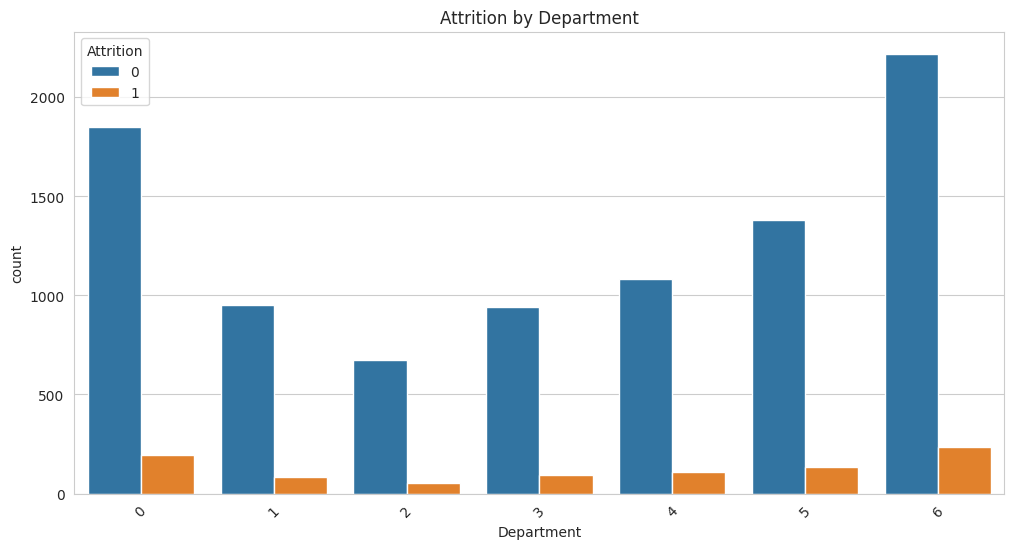 Attrition by Department
Attrition
0
1
count
2000
1500
1000
500
0
0 1 2 3 4 5 6
Department